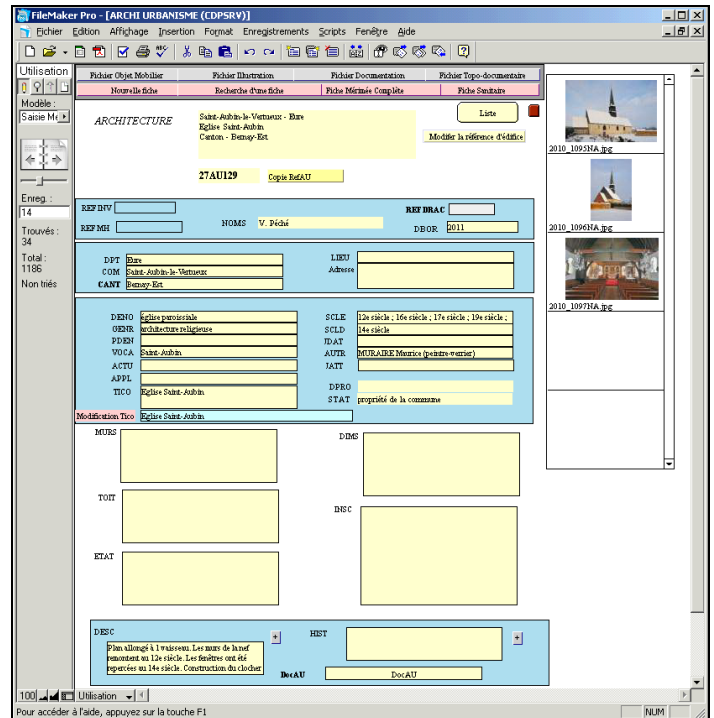 FileMaker Pro - [ARCHI URBANISME (CDPSRV)]
Fichier Edition Affichage Insertion Format Enregistrements Scripts Fenêtre Aide
Utilisation
Modèle :
Saisie Me
Enreg. :
14
Trouvés :
34
Total :
1186
Non triés
Fichier Objet Mobilier Fichier Illustration Fichier Documentation Fichier Topo-documentaire
Nouvelle fiche Recherche d'une fiche Fiche Mérimée Complète Fiche Sanitaire
ARCHITECTURE
Saint-Aubin-le-Vertueux - Eure
Eglise Saint-Aubin
Canton - Bernay-Est
Liste
Modifier la référence d'édifice
27AU129 Copie RefAU
REF INV
REF MH
NOMS V. Péché
REF DRAC
DBOR 2011
DPT Eure
COM Saint-Aubin-le-Vertueux
CANT Bernay-Est
LIEU
Adresse
DENO église paroissiale
GENR architecture religieuse
PDEN
VOCA Saint-Aubin
ACTU
APPL
TICO Eglise Saint-Aubin
SCLE 12e siècle ; 16e siècle ; 17e siècle ; 19e siècle ;
SCLD 14e siècle
JDAT
AUTR MURAIRE Maurice (peintre-verrier)
JATT
DPRO
STAT propriété de la commune
Modification Tico Eglise Saint-Aubin
MURS
DIMS
TOIT
INSC
ETAT
DESC
Plan allongé à 1 vaisseau. Les murs de la nef
remontent au 12e siècle. Les fenêtres ont été
repercées au 14e siècle. Construction du clocher
+
HIST
+
DocAU DocAU
2010_1095NA.jpg
2010_1096NA.jpg
2010_1097NA.jpg
100 Utilisation
Pour accéder à l'aide, appuyez sur la touche F1
NUM